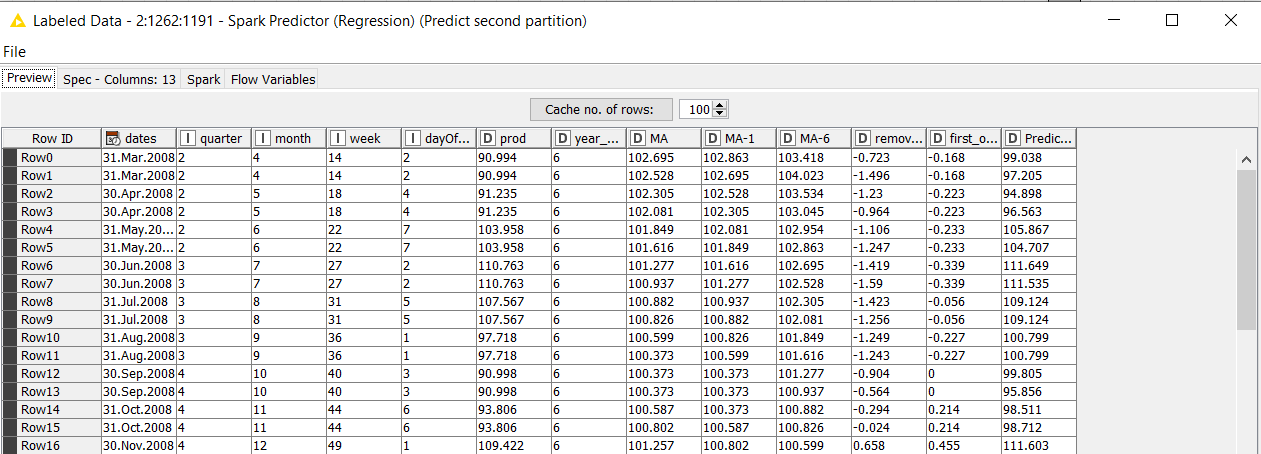 Labeled Data - 2:1262:1191 - Spark Predictor (Regression) (Predict second partition)
File
Preview Spec - Columns: 13 Spark Flow Variables
Cache no. of rows: 100
Row ID dates I quarter I month I week I dayOf... D prod D year_... D MA D MA-1 D MA-6 D remov... D first_o... D Predic...
Row0 31.Mar.2008 2 4 14 2 90.994 6 102.695 102.863 103.418 -0.723 -0.168 99.038
Row1 31.Mar.2008 2 4 14 2 90.994 6 102.528 102.695 104.023 -1.496 -0.168 97.205
Row2 30.Apr.2008 2 5 18 4 91.235 6 102.305 102.528 103.534 -1.23 -0.223 94.898
Row3 30.Apr.2008 2 5 18 4 91.235 6 102.081 102.305 103.045 -0.964 -0.223 96.563
Row4 31.May.20... 2 6 22 7 103.958 6 101.849 102.081 102.954 -1.106 -0.233 105.867
Row5 31.May.20... 2 6 22 7 103.958 6 101.616 101.849 102.863 -1.247 -0.233 104.707
Row6 30.Jun.2008 3 7 27 2 110.763 6 101.277 101.616 102.695 -1.419 -0.339 111.649
Row7 30.Jun.2008 3 7 27 2 110.763 6 100.937 101.277 102.528 -1.59 -0.339 111.535
Row8 31.Jul.2008 3 8 31 5 107.567 6 100.882 100.937 102.305 -1.423 -0.056 109.124
Row9 31.Jul.2008 3 8 31 5 107.567 6 100.826 100.882 102.081 -1.256 -0.056 109.124
Row10 31.Aug.2008 3 9 36 1 97.718 6 100.599 100.826 101.849 -1.249 -0.227 100.799
Row11 31.Aug.2008 3 9 36 1 97.718 6 100.373 100.599 101.616 -1.243 -0.227 100.799
Row12 30.Sep.2008 4 10 40 3 90.998 6 100.373 100.373 101.277 -0.904 0 99.805
Row13 30.Sep.2008 4 10 40 3 90.998 6 100.373 100.373 100.937 -0.564 0 95.856
Row14 31.Oct.2008 4 11 44 6 93.806 6 100.587 100.373 100.882 -0.294 0.214 98.511
Row15 31.Oct.2008 4 11 44 6 93.806 6 100.802 100.587 100.826 -0.024 0.214 98.712
Row16 30.Nov.2008 4 12 49 1 109.422 6 101.257 100.802 100.599 0.658 0.455 111.603